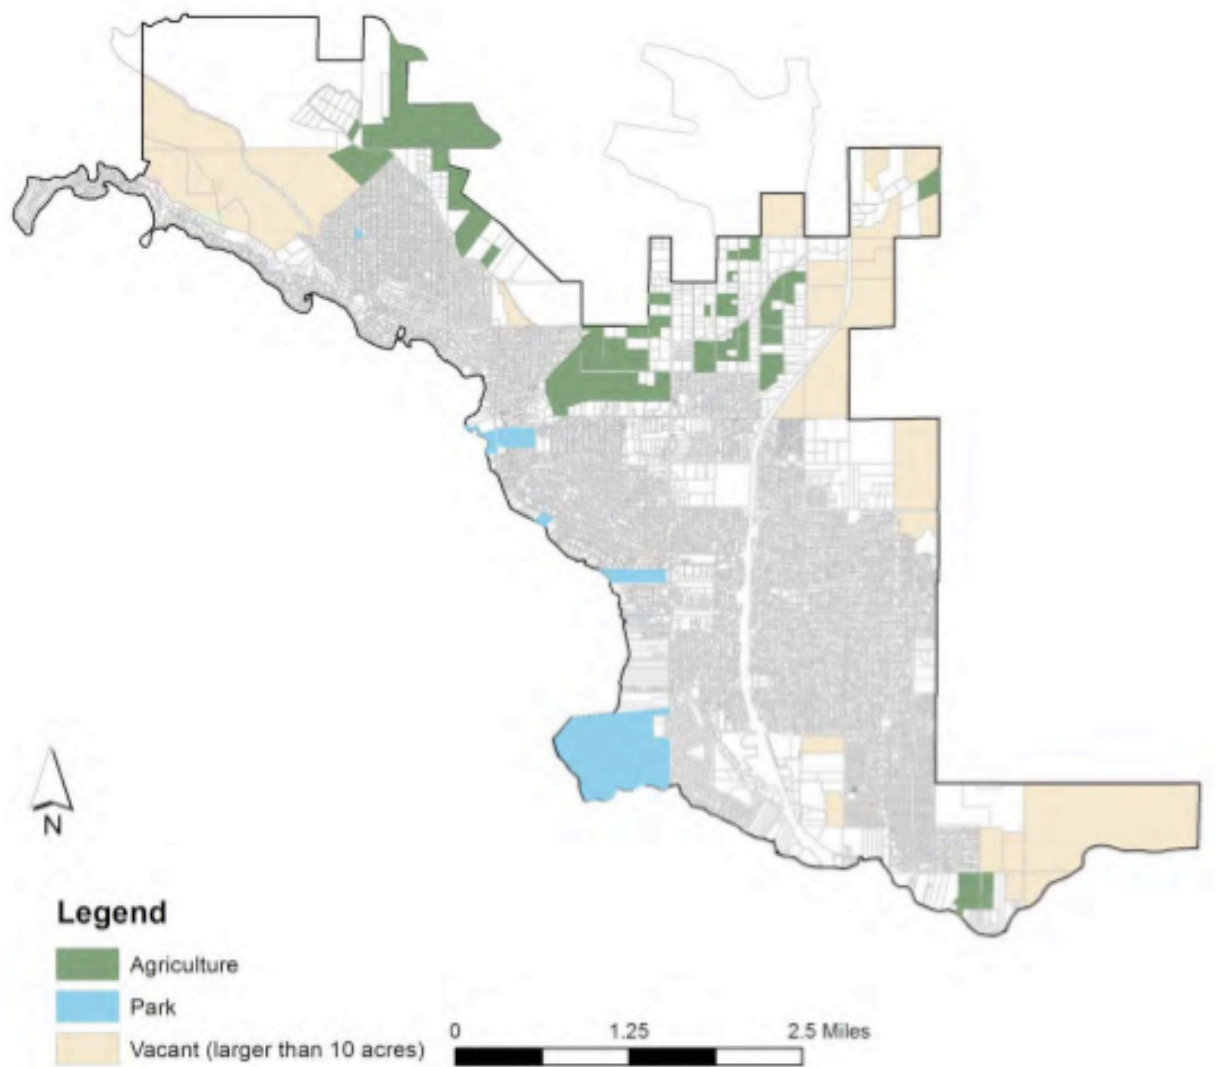 N
Legend
Agriculture
Park
Vacant (larger than 10 acres)
0 1.25 2.5 Miles